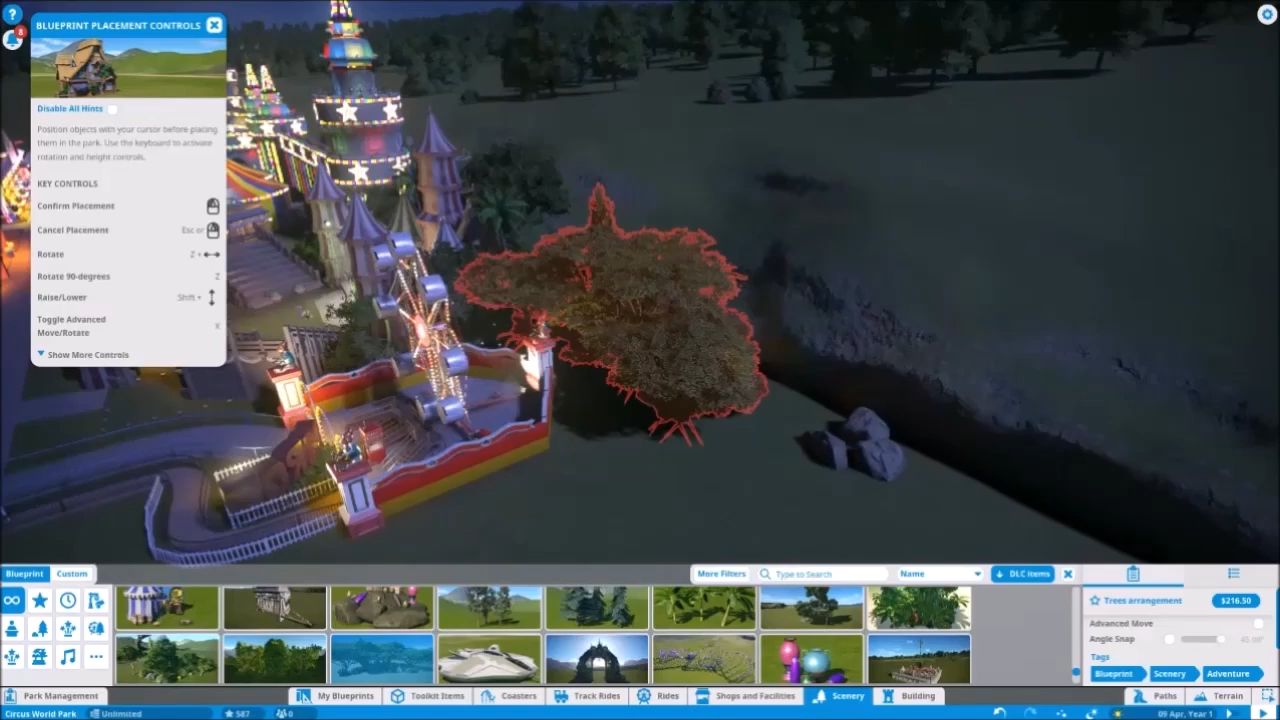 ?
8
BLUEPRINT PLACEMENT CONTROLS
Disable All Hints
Position objects with your cursor before placing
them in the park. Use the keyboard to activate
rotation and height controls.
KEY CONTROLS
Confirm Placement
Cancel Placement Esc or
Rotate Z +
Rotate 90-degrees Z
Raise/Lower Shift +
Toggle Advanced
Move/Rotate K
Show More Controls
Blueprint Custom More Filters Type to Search Name DLC Items
Trees arrangement $216.50
Advanced Move
Angle Snap 45.00°
Tags
Blueprint Scenery Adventure
Park Management My Blueprints Toolkit Items Coasters Track Rides Rides Shops and Facilities Scenery Building Paths Terrain
Circus World Park Unlimited 587 0 09 Apr, Year 1